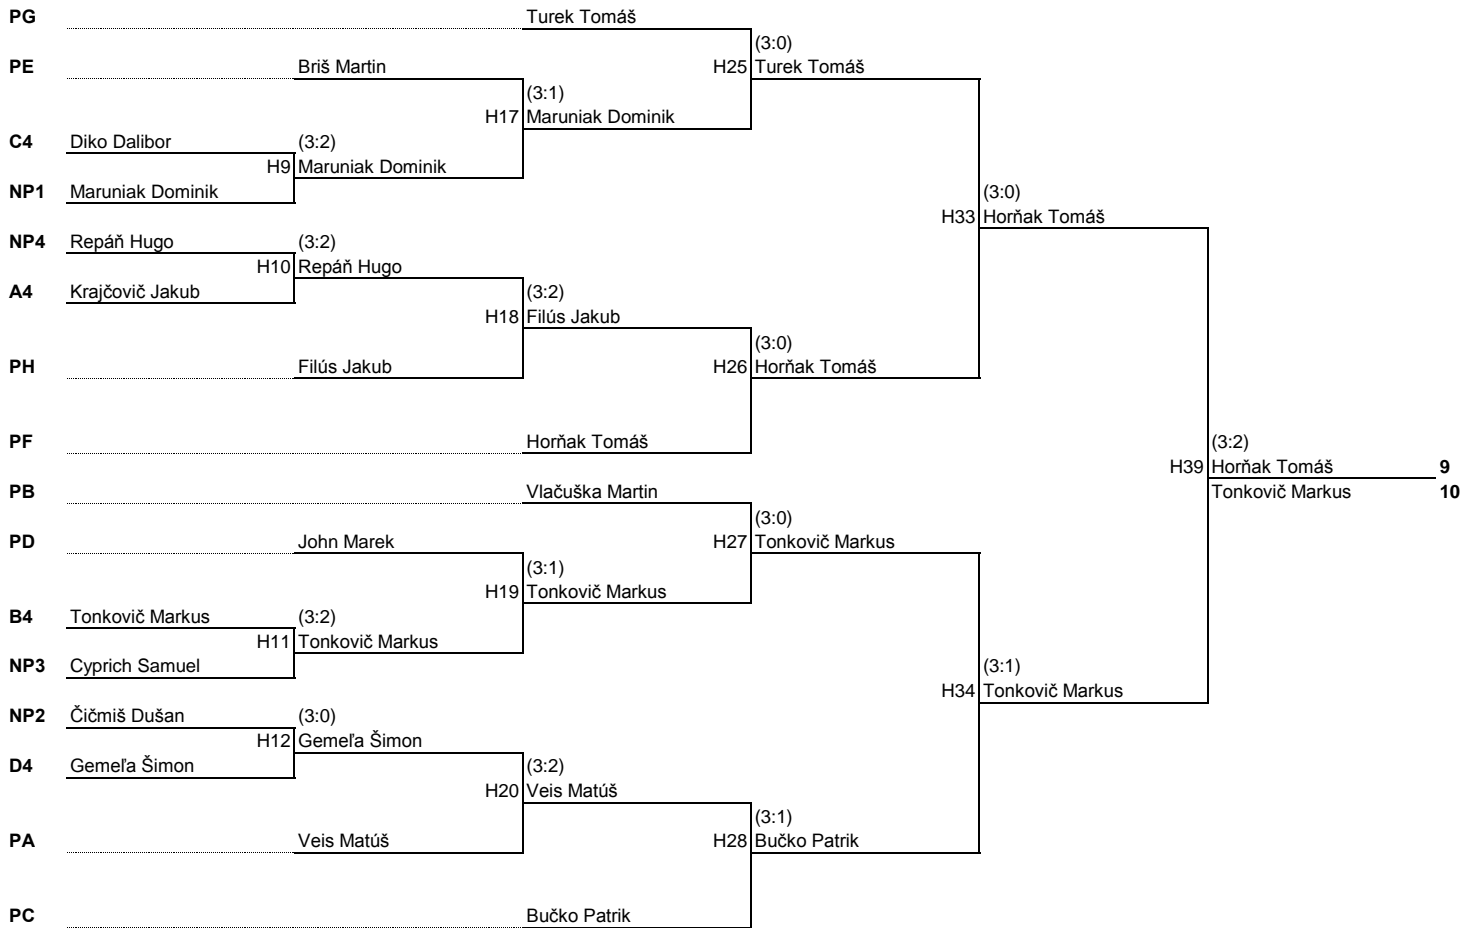 PG Turek Tomáš
(3:0)
PE Briš Martin H25 Turek Tomáš
(3:1)
H17 Maruniak Dominik
C4 Diko Dalibor (3:2)
H9 Maruniak Dominik
NP1 Maruniak Dominik (3:0)
H33 Horňak Tomáš
NP4 Repáň Hugo (3:2)
H10 Repáň Hugo
A4 Krajčovič Jakub (3:2)
H18 Filús Jakub
(3:0)
PH Filús Jakub H26 Horňak Tomáš
PF Horňak Tomáš (3:2)
H39 Horňak Tomáš 9
PB Vlačuška Martin Tonkovič Markus 10
(3:0)
PD John Marek H27 Tonkovič Markus
(3:1)
H19 Tonkovič Markus
B4 Tonkovič Markus (3:2)
H11 Tonkovič Markus
NP3 Cyprich Samuel (3:1)
H34 Tonkovič Markus
NP2 Čičmiš Dušan (3:0)
H12 Gemeľa Šimon
D4 Gemeľa Šimon (3:2)
H20 Veis Matúš
(3:1)
PA Veis Matúš H28 Bučko Patrik
PC Bučko Patrik